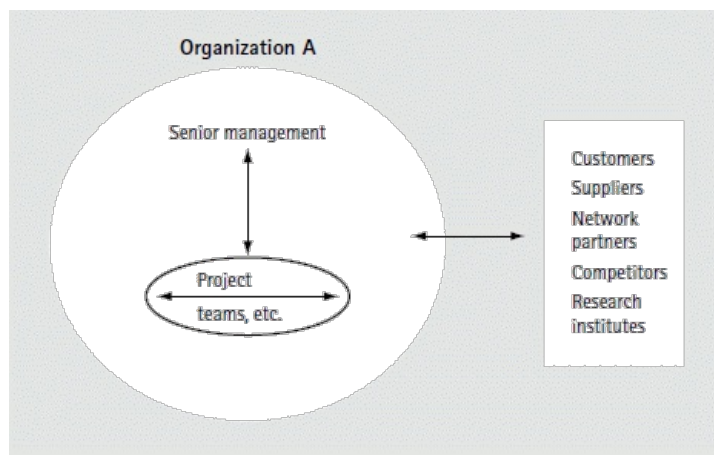 Organization A
Senior management
Project
teams, etc.
Customers
Suppliers
Network
partners
Competitors
Research
institutes